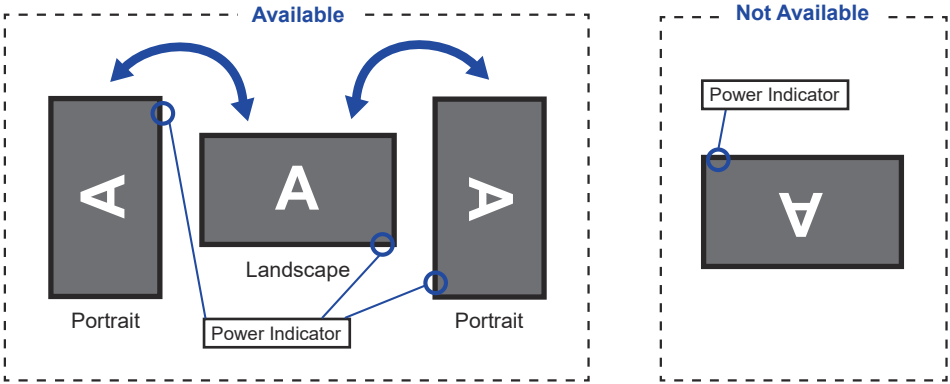 Available
A
A
A
Landscape
Portrait
Power Indicator
Portrait
Not Available
Power Indicator
A